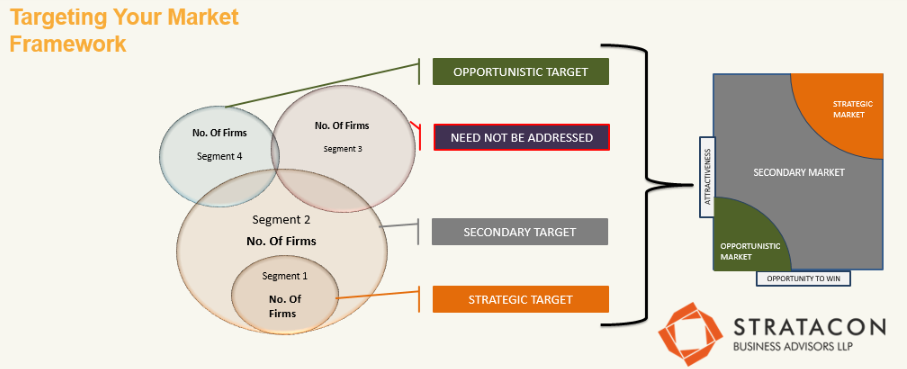 Targeting Your Market
Framework
OPPORTUNISTIC TARGET
No. Of Firms
Segment 4
No. Of Firms
Segment 3
NEED NOT BE ADDRESSED
Segment 2
No. Of Firms
SECONDARY TARGET
Segment 1
No. Of
Firms
STRATEGIC TARGET
STRATEGIC
MARKET
SECONDARY MARKET
ATTRACTIVENESS
OPPORTUNISTIC
MARKET
OPPORTUNITY TO WIN
STRATACON
BUSINESS ADVISORS LLP